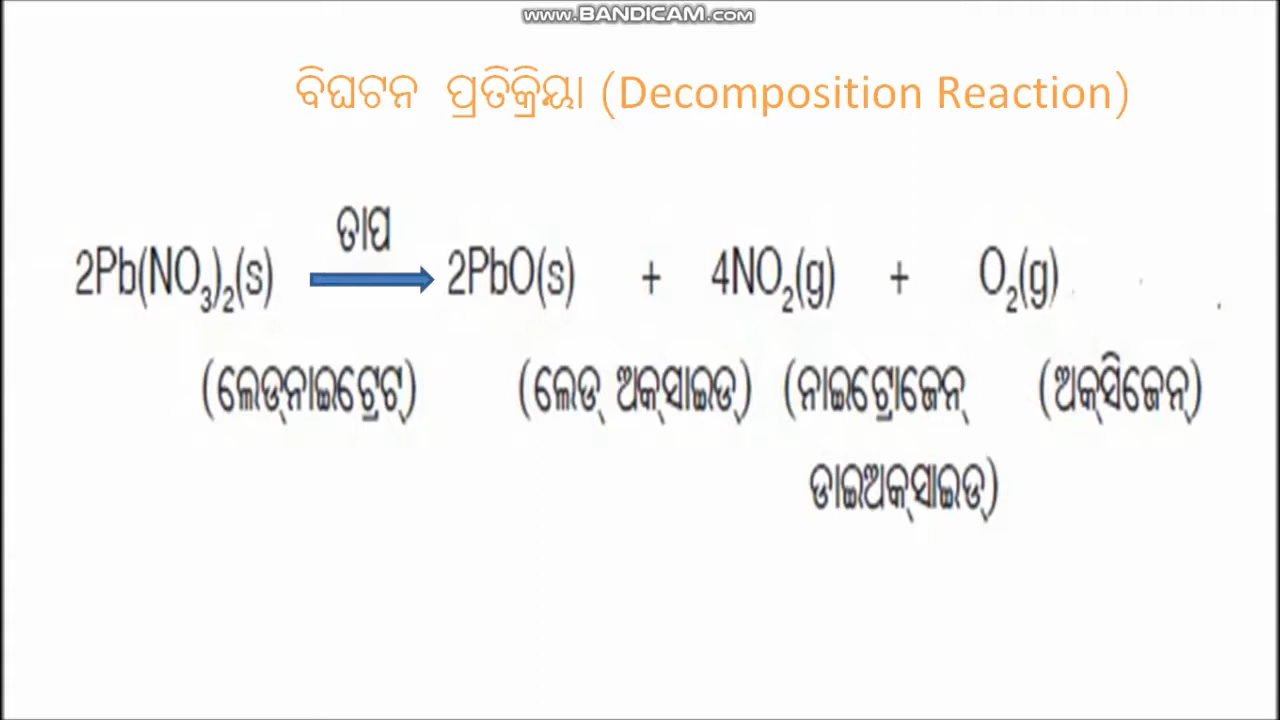 www.BANDICAM.com
ବିଘଟନ ପ୍ରତିକ୍ରିୟା (Decomposition Reaction)
ତାପ
2Pb(NO₃)₂(s) 2PbO(s) + 4NO₂(g) + O₂(g)
(ଲେଡ୍‌ନାଇଟ୍ରେଟ୍) (ଲେଡ୍ ଅକ୍‌ସାଇଡ୍) (ନାଇଟ୍ରୋଜେନ୍ (ଅକ୍‌ସିଜେନ୍)
ଡାଇଅକ୍‌ସାଇଡ୍)